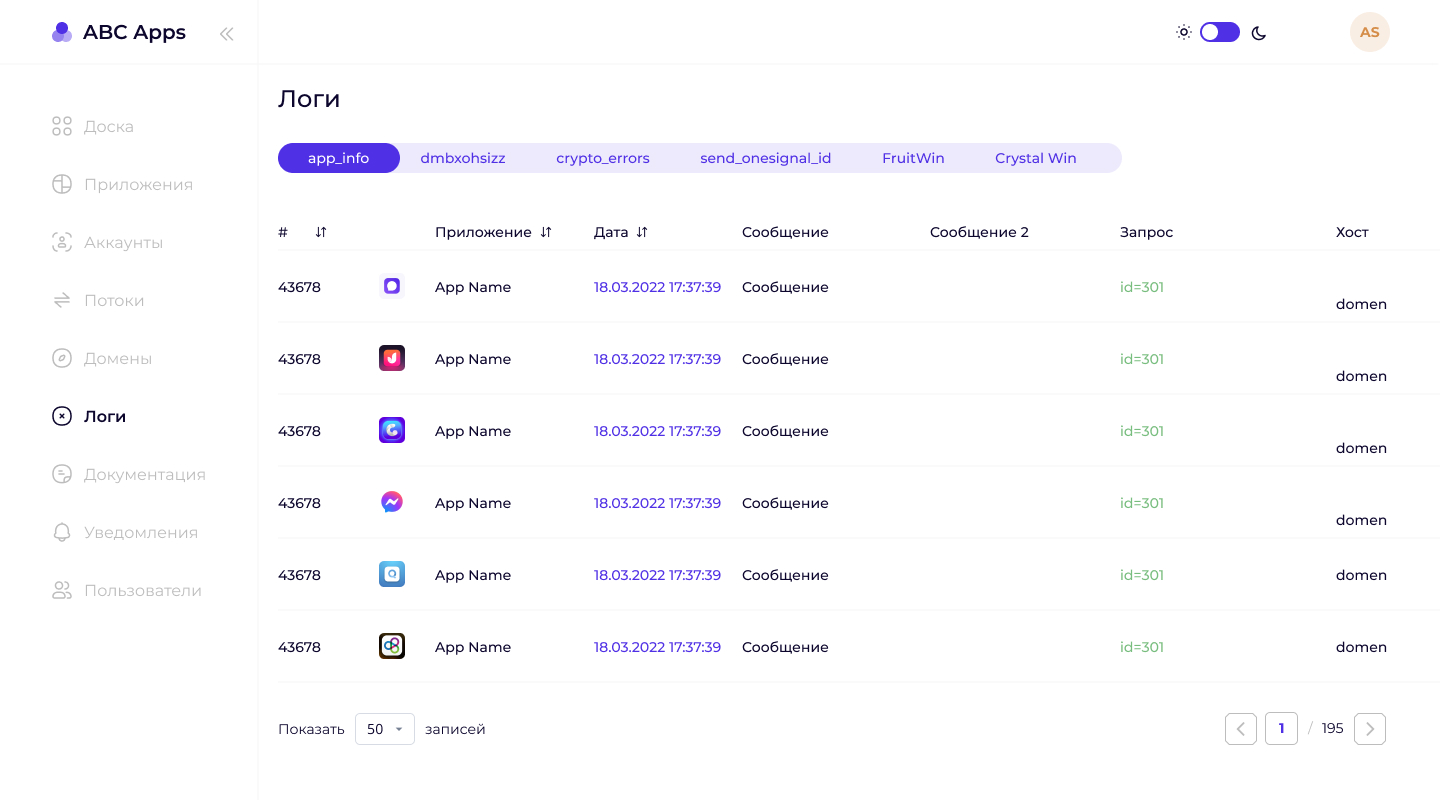 ABC Apps
AS
Доска
Приложения
Аккаунты
Потоки
Домены
Логи
Документация
Уведомления
Пользователи
Логи
app_info dmbxohsizz crypto_errors send_onesignal_id FruitWin Crystal Win
# Приложение Дата Сообщение Сообщение 2 Запрос Хост
43678 App Name 18.03.2022 17:37:39 Сообщение id=301 domen
43678 App Name 18.03.2022 17:37:39 Сообщение id=301 domen
43678 App Name 18.03.2022 17:37:39 Сообщение id=301 domen
43678 App Name 18.03.2022 17:37:39 Сообщение id=301 domen
43678 App Name 18.03.2022 17:37:39 Сообщение id=301 domen
43678 App Name 18.03.2022 17:37:39 Сообщение id=301 domen
Показать 50 записей
1 / 195